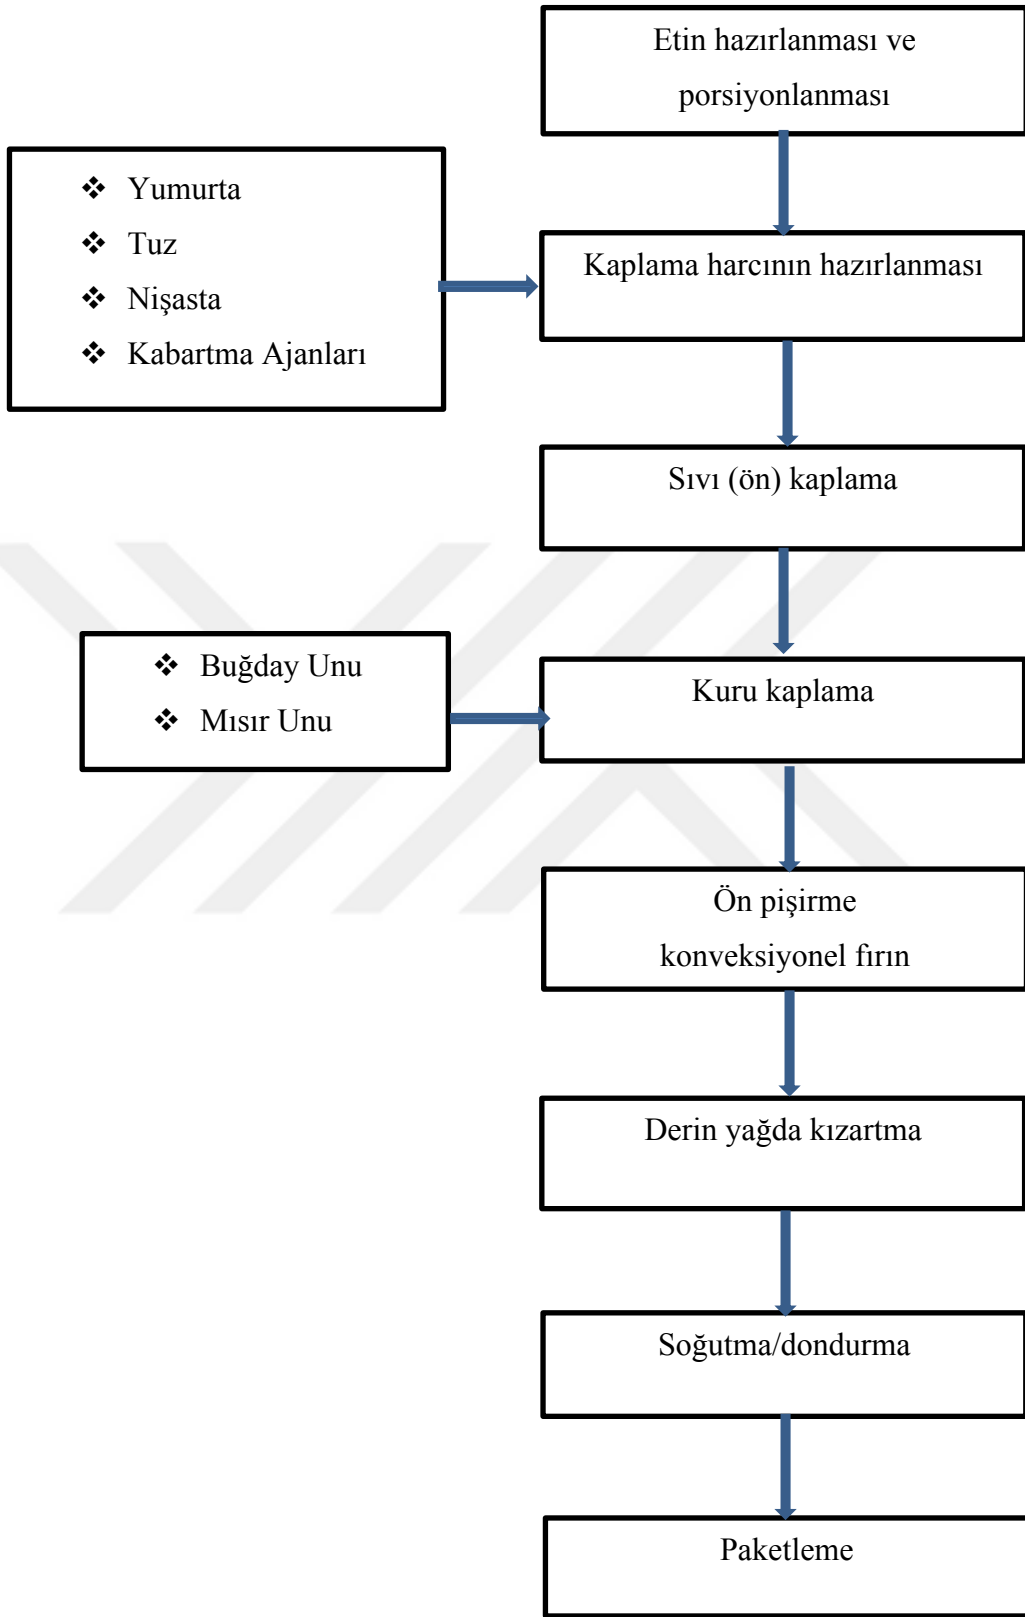 Etin hazırlanması ve
porsiyonlanması
❖ Yumurta
❖ Tuz
❖ Nişasta
❖ Kabartma Ajanları
Kaplama harcının hazırlanması
Sıvı (ön) kaplama
❖ Buğday Unu
❖ Mısır Unu
Kuru kaplama
Ön pişirme
konveksiyonel fırın
Derin yağda kızartma
Soğutma/dondurma
Paketleme